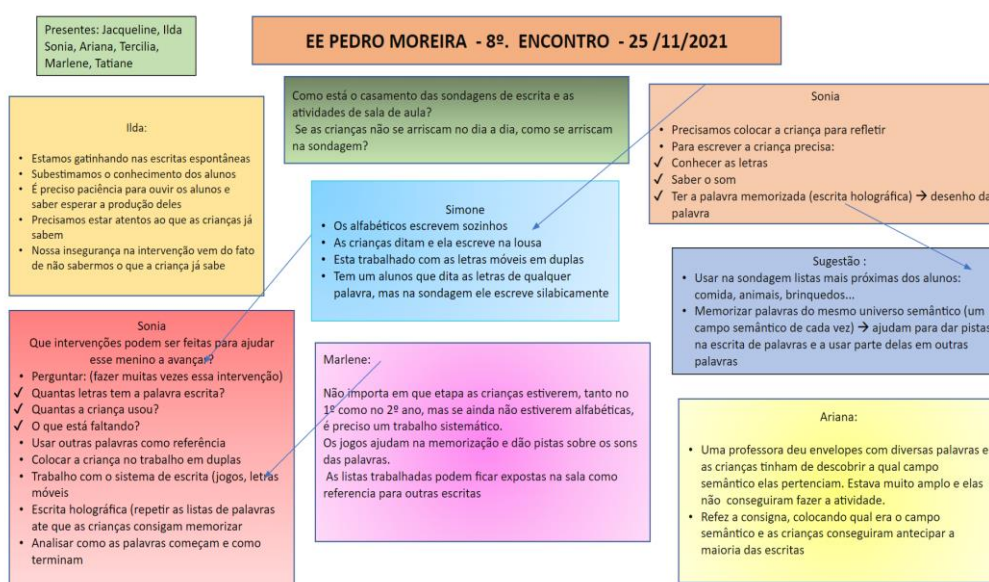 Presentes: Jacqueline, Ilda
Sonia, Ariana, Tercilia,
Marlene, Tatiane
EE PEDRO MOREIRA - 8º. ENCONTRO - 25 /11/2021
Ilda:
• Estamos gatinhando nas escritas espontâneas
• Subestimamos o conhecimento dos alunos
• É preciso paciência para ouvir os alunos e
saber esperar a produção deles
• Precisamos estar atentos ao que as crianças já
sabem
• Nossa insegurança na intervenção vem do fato
de não sabermos o que a criança já sabe
Como está o casamento das sondagens de escrita e as
atividades de sala de aula?
Se as crianças não se arriscam no dia a dia, como se arriscam
na sondagem?
Sonia
• Precisamos colocar a criança para refletir
• Para escrever a criança precisa:
✓ Conhecer as letras
✓ Saber o som
✓ Ter a palavra memorizada (escrita holográfica) → desenho da
palavra
Simone
• Os alfabéticos escrevem sozinhos
• As crianças ditam e ela escreve na lousa
• Esta trabalhado com as letras móveis em duplas
• Tem um alunos que dita as letras de qualquer
palavra, mas na sondagem ele escreve silabicamente
Sugestão :
• Usar na sondagem listas mais próximas dos alunos:
comida, animais, brinquedos...
• Memorizar palavras do mesmo universo semântico (um
campo semântico de cada vez) → ajudam para dar pistas
na escrita de palavras e a usar parte delas em outras
palavras
Sonia
Que intervenções podem ser feitas para ajudar
esse menino a avançar?
• Perguntar: (fazer muitas vezes essa intervenção)
✓ Quantas letras tem a palavra escrita?
✓ Quantas a criança usou?
✓ O que está faltando?
• Usar outras palavras como referência
• Colocar a criança no trabalho em duplas
• Trabalho com o sistema de escrita (jogos, letras
móveis
• Escrita holográfica (repetir as listas de palavras
ate que as crianças consigam memorizar
• Analisar como as palavras começam e como
terminam
Marlene:
Não importa em que etapa as crianças estiverem, tanto no
1º como no 2º ano, mas se ainda não estiverem alfabéticas,
é preciso um trabalho sistemático.
Os jogos ajudam na memorização e dão pistas sobre os sons
das palavras.
As listas trabalhadas podem ficar expostas na sala como
referencia para outras escritas
Ariana:
• Uma professora deu envelopes com diversas palavras e
as crianças tinham de descobrir a qual campo
semântico elas pertenciam. Estava muito amplo e elas
não conseguiram fazer a atividade.
• Refez a consigna, colocando qual era o campo
semântico e as crianças conseguiram antecipar a
maioria das escritas